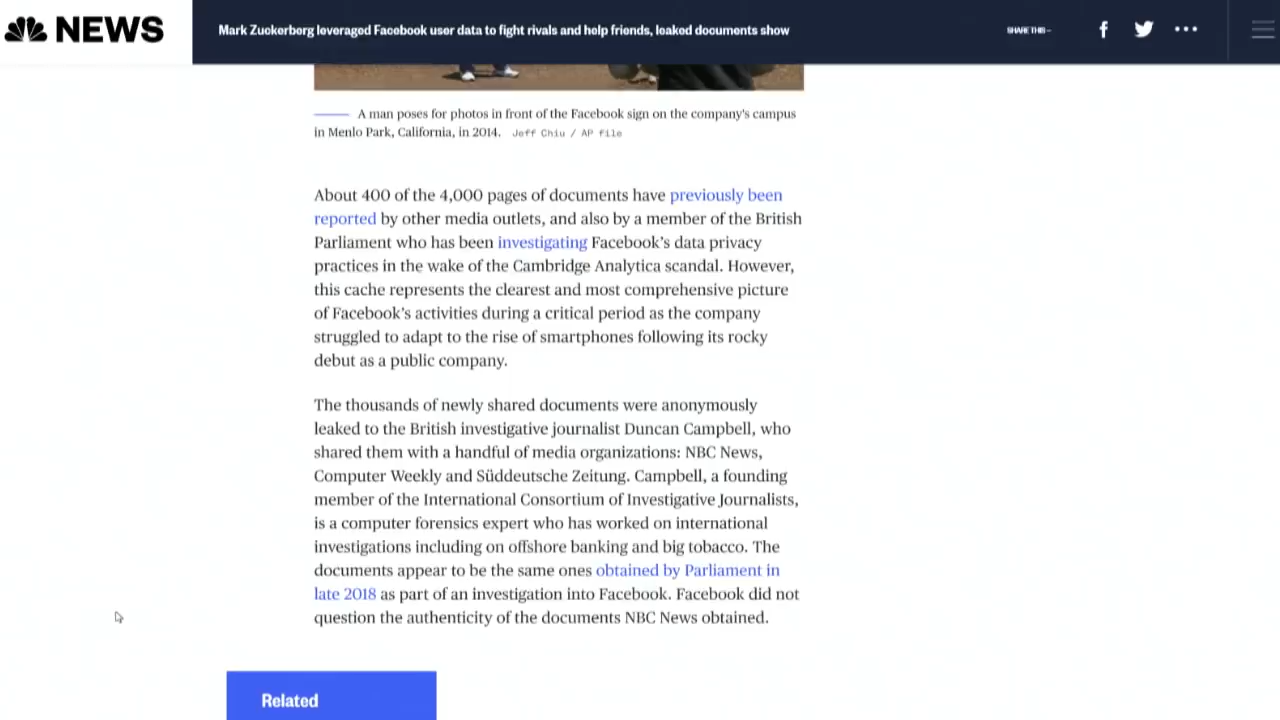 NEWS
Mark Zuckerberg leveraged Facebook user data to fight rivals and help friends, leaked documents show
SHARE THIS —
A man poses for photos in front of the Facebook sign on the company's campus
in Menlo Park, California, in 2014. Jeff Chiu / AP file
About 400 of the 4,000 pages of documents have previously been
reported by other media outlets, and also by a member of the British
Parliament who has been investigating Facebook’s data privacy
practices in the wake of the Cambridge Analytica scandal. However,
this cache represents the clearest and most comprehensive picture
of Facebook’s activities during a critical period as the company
struggled to adapt to the rise of smartphones following its rocky
debut as a public company.
The thousands of newly shared documents were anonymously
leaked to the British investigative journalist Duncan Campbell, who
shared them with a handful of media organizations: NBC News,
Computer Weekly and Süddeutsche Zeitung. Campbell, a founding
member of the International Consortium of Investigative Journalists,
is a computer forensics expert who has worked on international
investigations including on offshore banking and big tobacco. The
documents appear to be the same ones obtained by Parliament in
late 2018 as part of an investigation into Facebook. Facebook did not
question the authenticity of the documents NBC News obtained.
Related